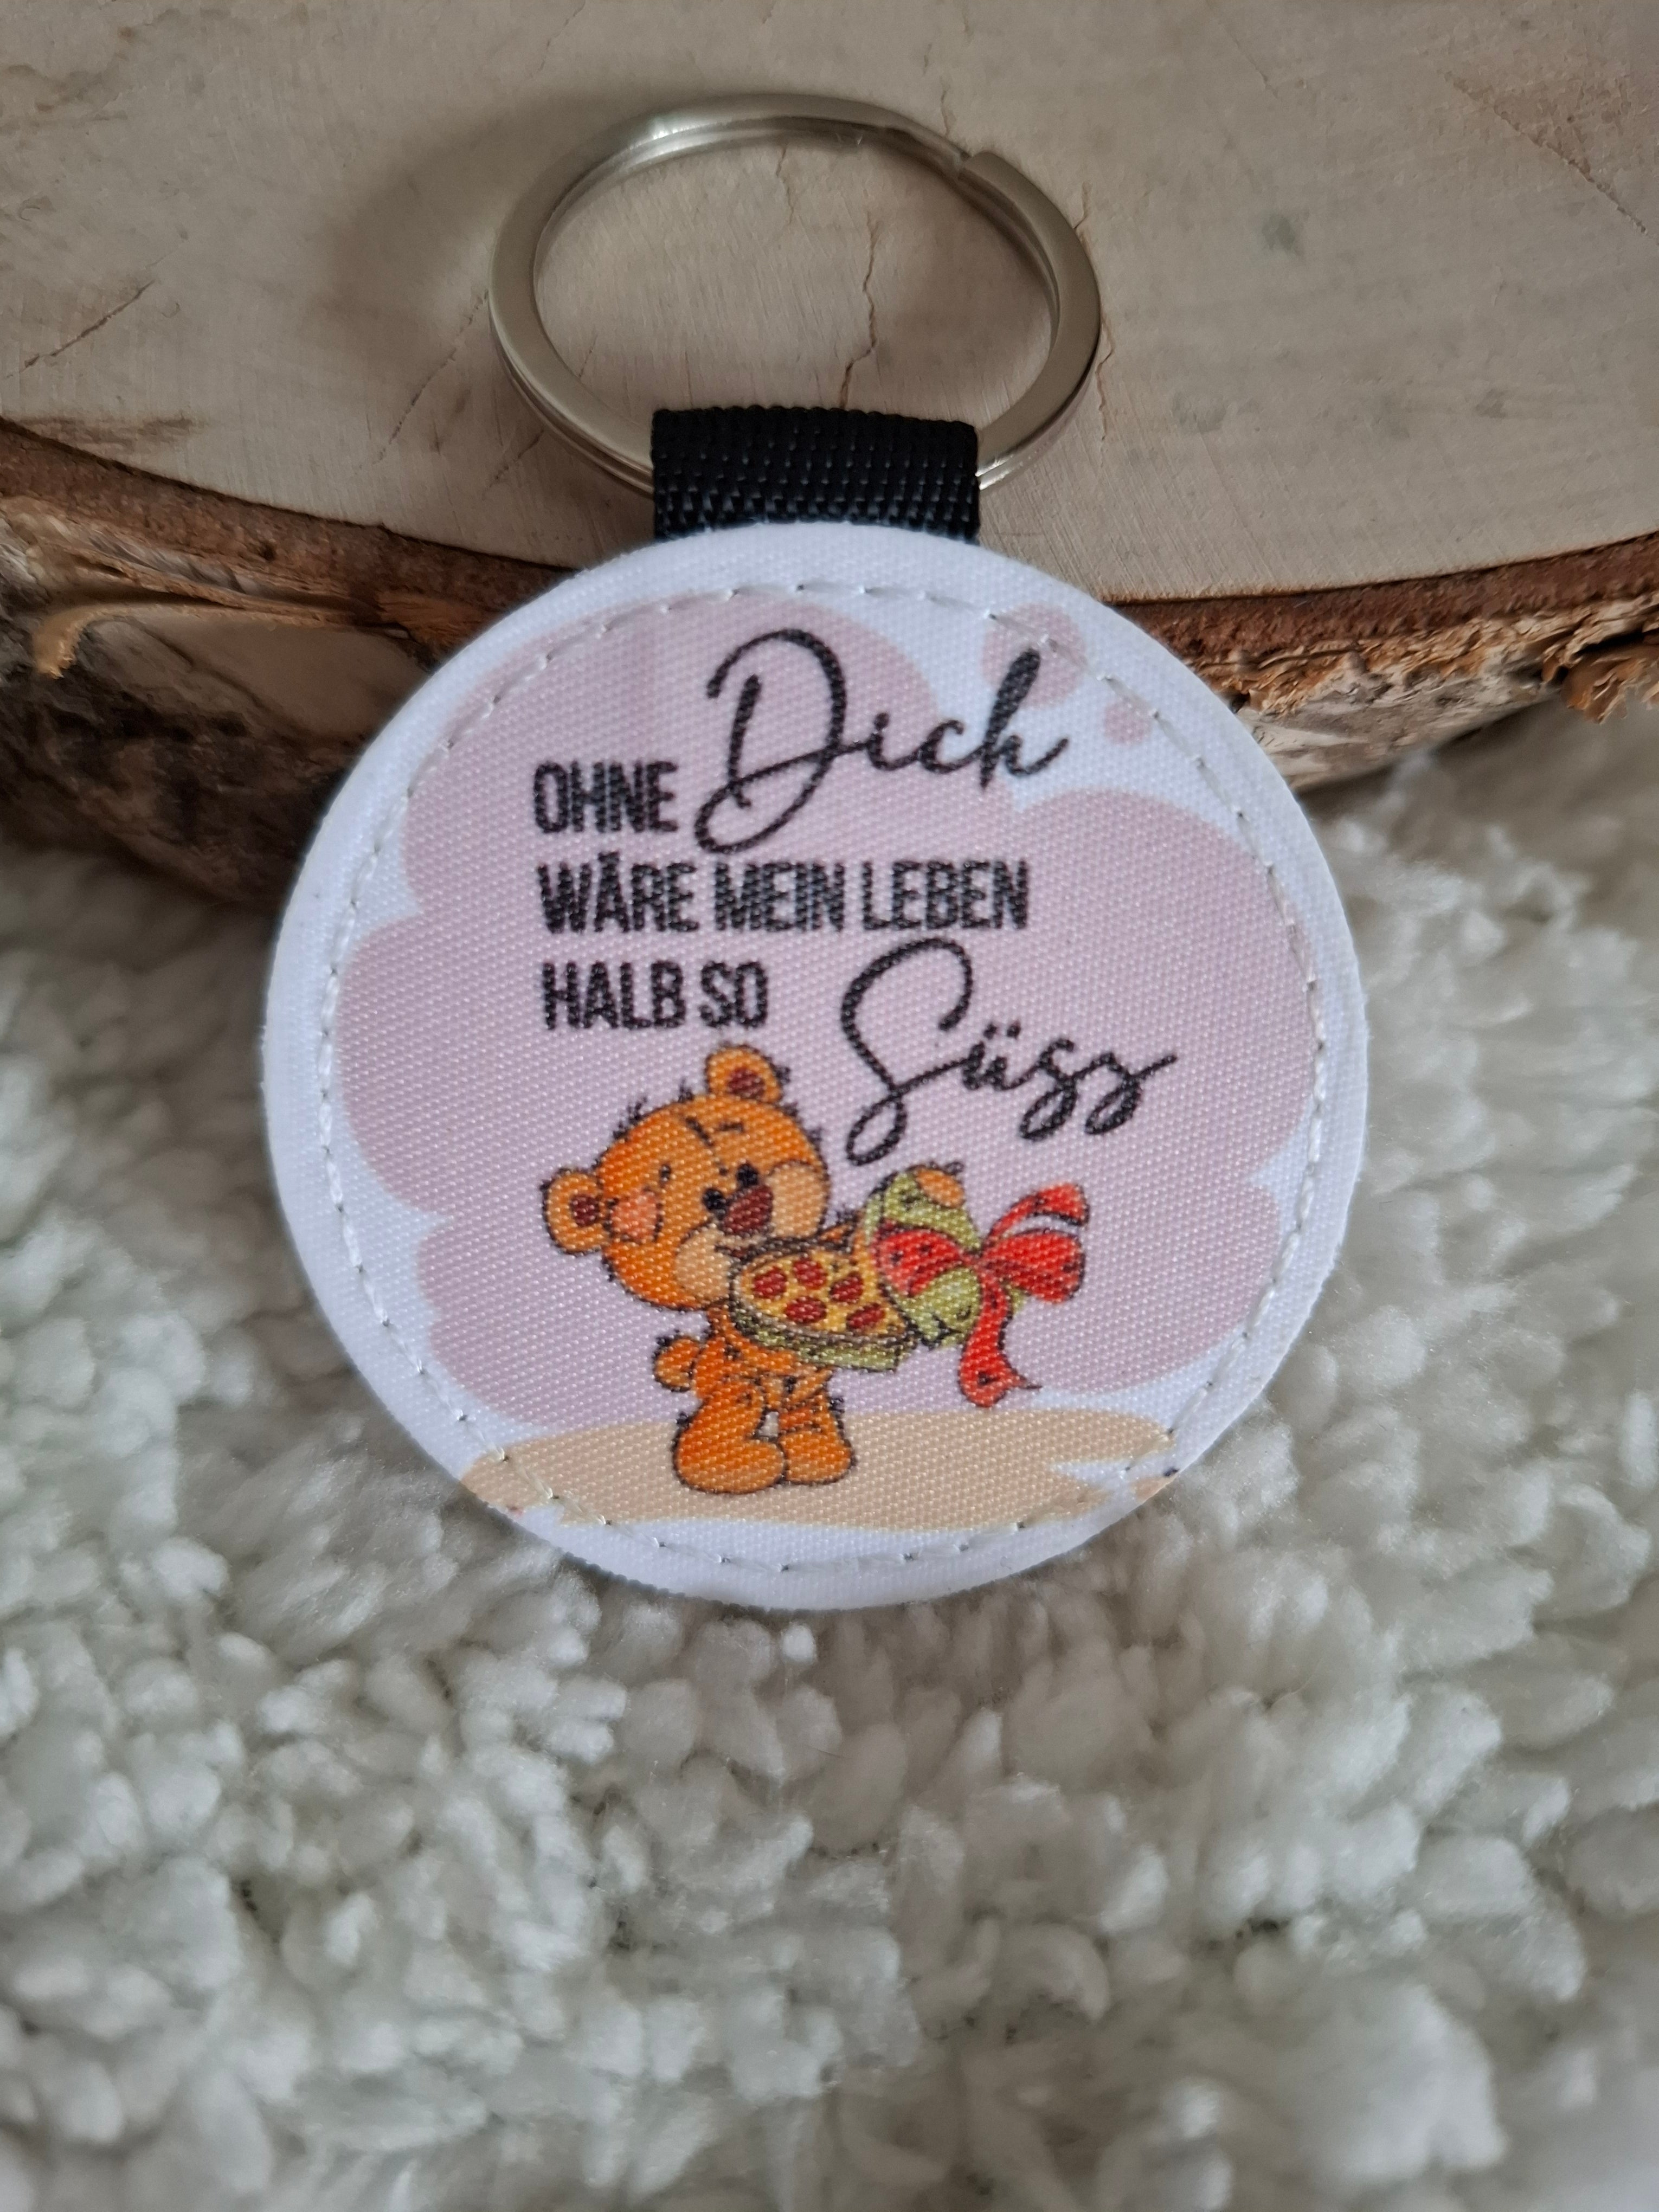 OHNE Dich
WÄRE MEIN LEBEN
HALB SO Süss